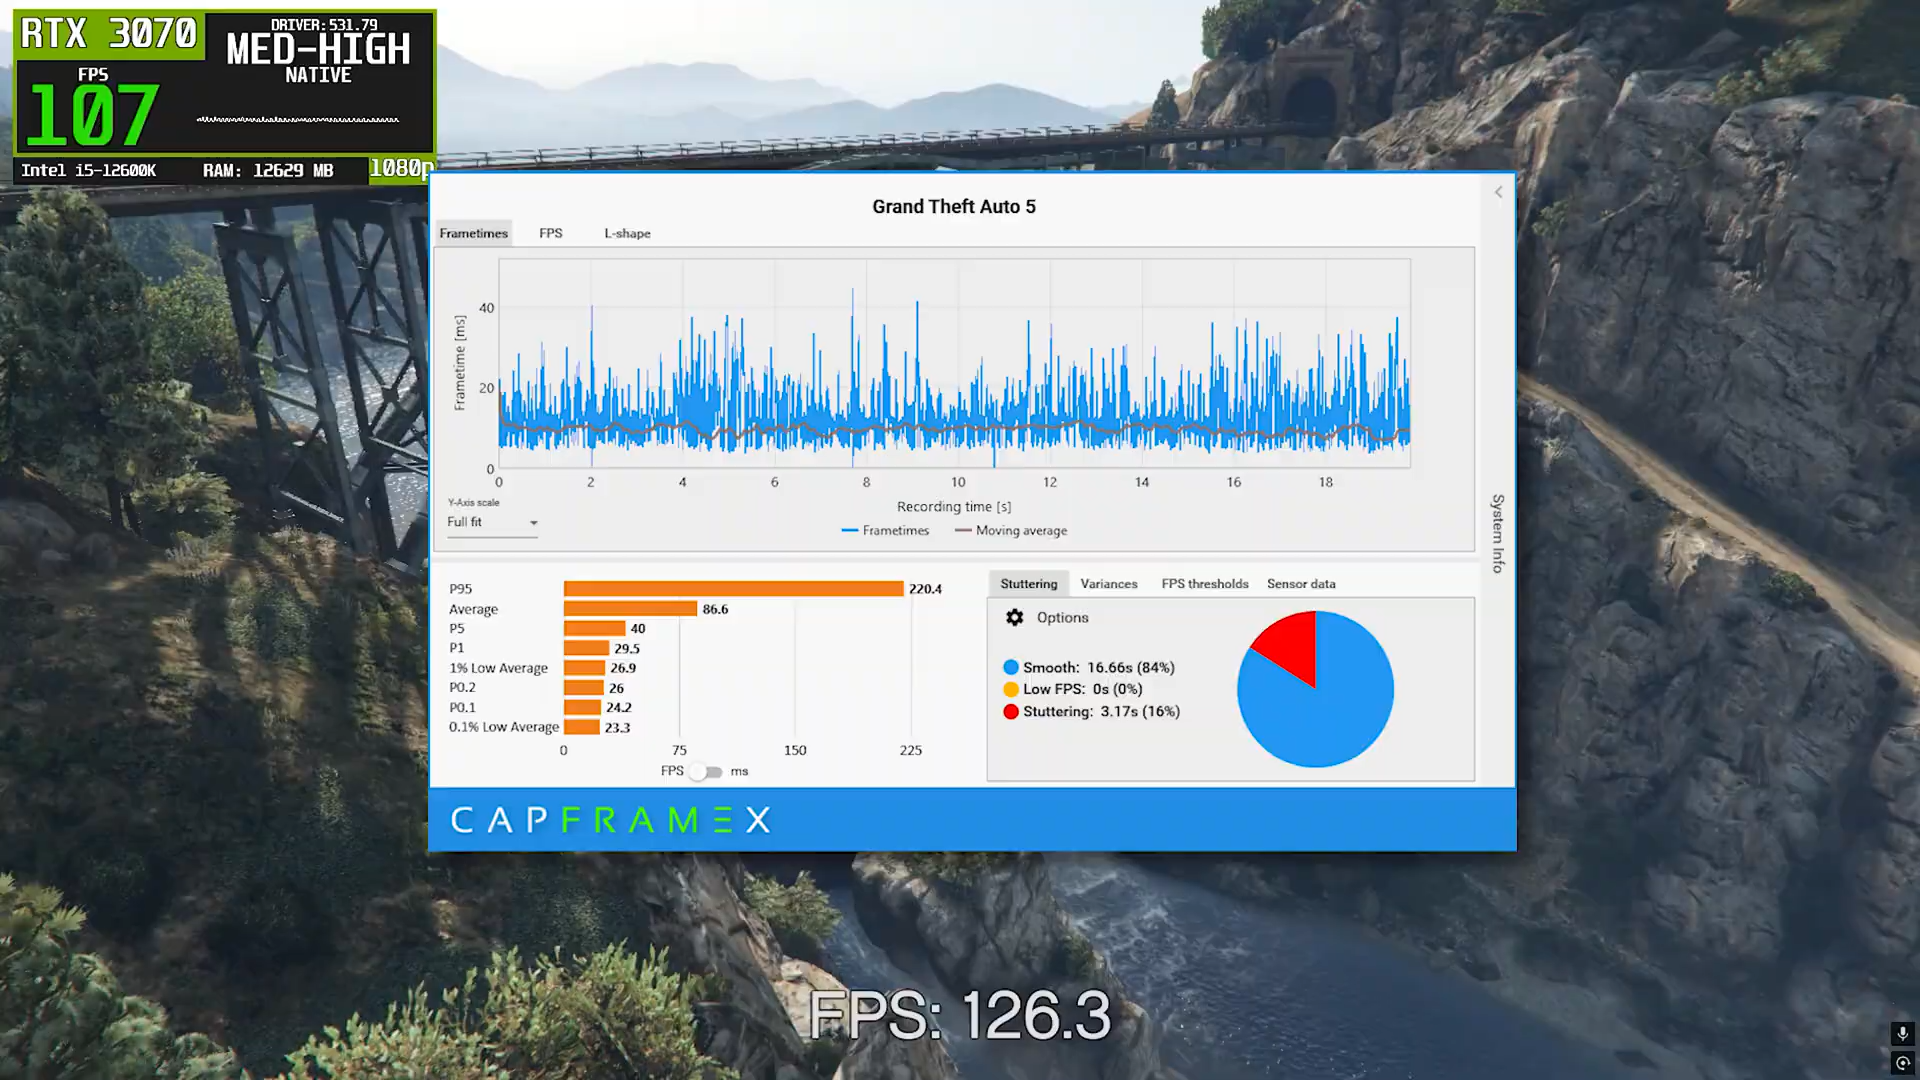 RTX 3070
DRIVER:531.79
MED-HIGH
NATIVE
FPS
107
Intel i5-12600K
RAM: 12629 MB
1080p
Grand Theft Auto 5
Frametimes
FPS
L-shape
Frametime [ms]
40
20
0
0 2 4 6 8 10 12 14 16 18
Recording time [s]
Y-Axis scale
Full fit
Frametimes
Moving average
System Info
P95 220.4
Average 86.6
P5 40
P1 29.5
1% Low Average 26.9
P0.2 26
P0.1 24.2
0.1% Low Average 23.3
0 75 150 225
FPS ms
Stuttering
Variances
FPS thresholds
Sensor data
Options
Smooth: 16.66s (84%)
Low FPS: 0s (0%)
Stuttering: 3.17s (16%)
CAPFRAMEX
FPS: 126.3